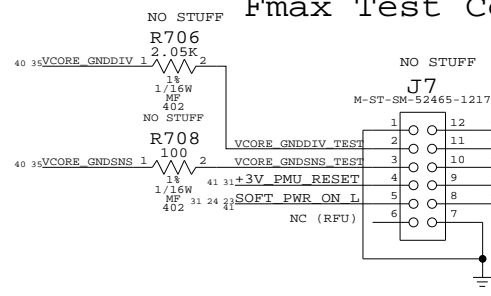 Fmax Test Co
NO STUFF
R706
2.05K
40 35 VCORE_GNDDIV 1 2
1%
1/16W
MF
402
NO STUFF
R708
100
40 35 VCORE_GNDSNS 1 2
1%
1/16W
MF
402
NO STUFF
J7
M-ST-SM-52465-1217
1 12
VCORE_GNDDIV_TEST 2 11
VCORE_GNDSNS_TEST 3 10
41 31 +3V_PMU_RESET 4 9
31 24 23 SOFT_PWR_ON_L 5 8
41
NC (RFU) 6 7